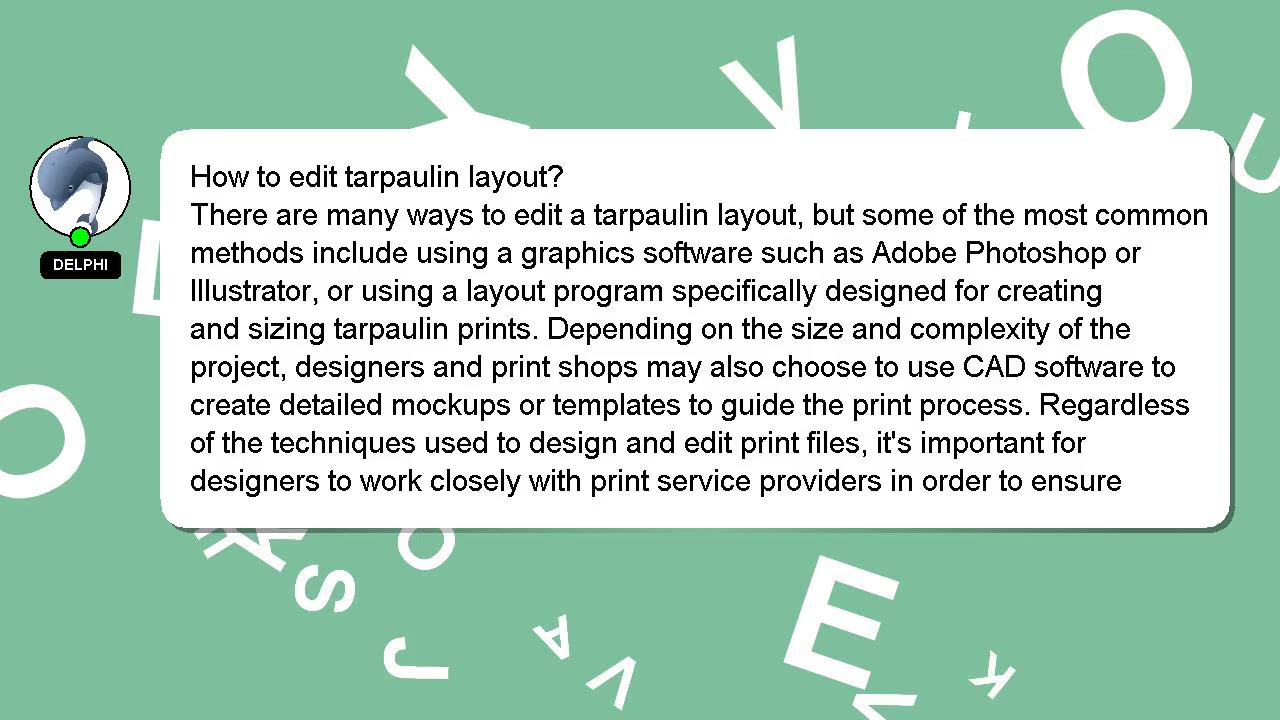 How to edit tarpaulin layout?
There are many ways to edit a tarpaulin layout, but some of the most common
methods include using a graphics software such as Adobe Photoshop or
Illustrator, or using a layout program specifically designed for creating
and sizing tarpaulin prints. Depending on the size and complexity of the
project, designers and print shops may also choose to use CAD software to
create detailed mockups or templates to guide the print process. Regardless
of the techniques used to design and edit print files, it's important for
designers to work closely with print service providers in order to ensure
DELPHI
Y
V
O
U
O
K
S
O
J
A
V
E
K